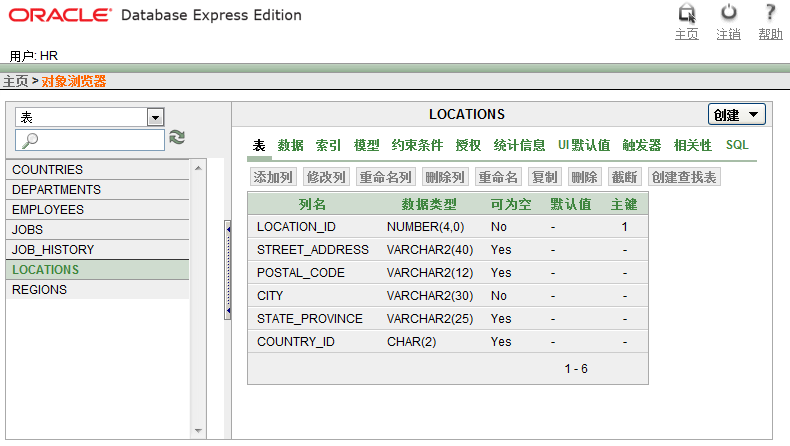 ORACLE® Database Express Edition
主页 注销 帮助
用户: HR
主页 > 对象浏览器
表
COUNTRIES
DEPARTMENTS
EMPLOYEES
JOBS
JOB_HISTORY
LOCATIONS
REGIONS
LOCATIONS
创建
表 数据 索引 模型 约束条件 授权 统计信息 UI 默认值 触发器 相关性 SQL
添加列 修改列 重命名列 删除列 重命名 复制 删除 截断 创建查找表
列名 数据类型 可为空 默认值 主键
LOCATION_ID NUMBER(4,0) No - 1
STREET_ADDRESS VARCHAR2(40) Yes - -
POSTAL_CODE VARCHAR2(12) Yes - -
CITY VARCHAR2(30) No - -
STATE_PROVINCE VARCHAR2(25) Yes - -
COUNTRY_ID CHAR(2) Yes - -
1 - 6